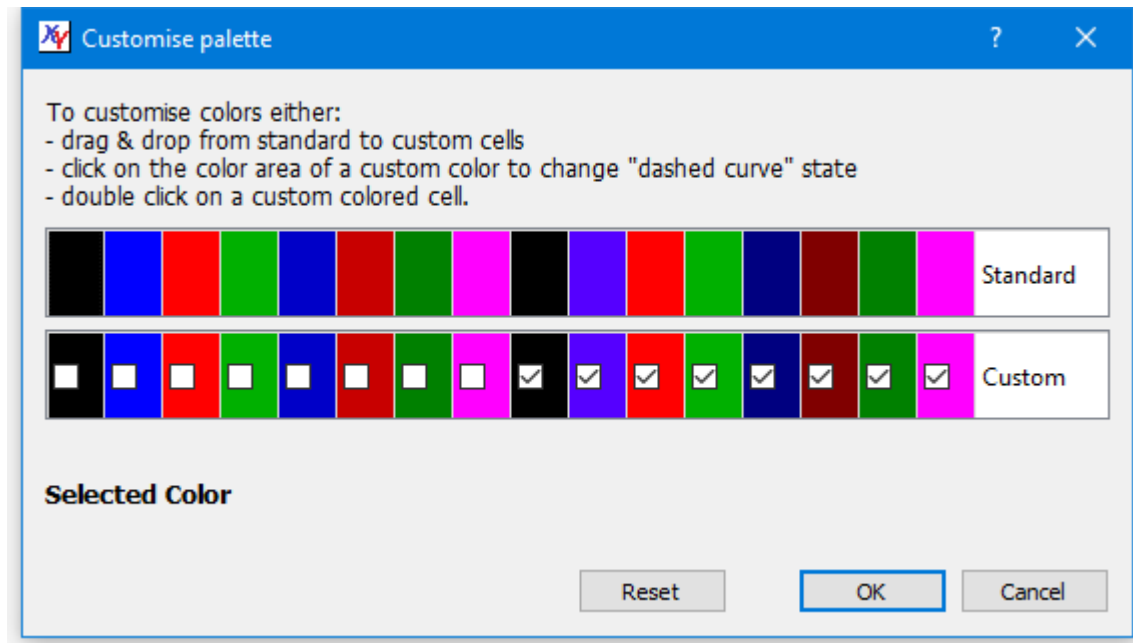 XY Customise palette ?
To customise colors either:
- drag & drop from standard to custom cells
- click on the color area of a custom color to change "dashed curve" state
- double click on a custom colored cell.
Standard
Custom
Selected Color
Reset OK Cancel